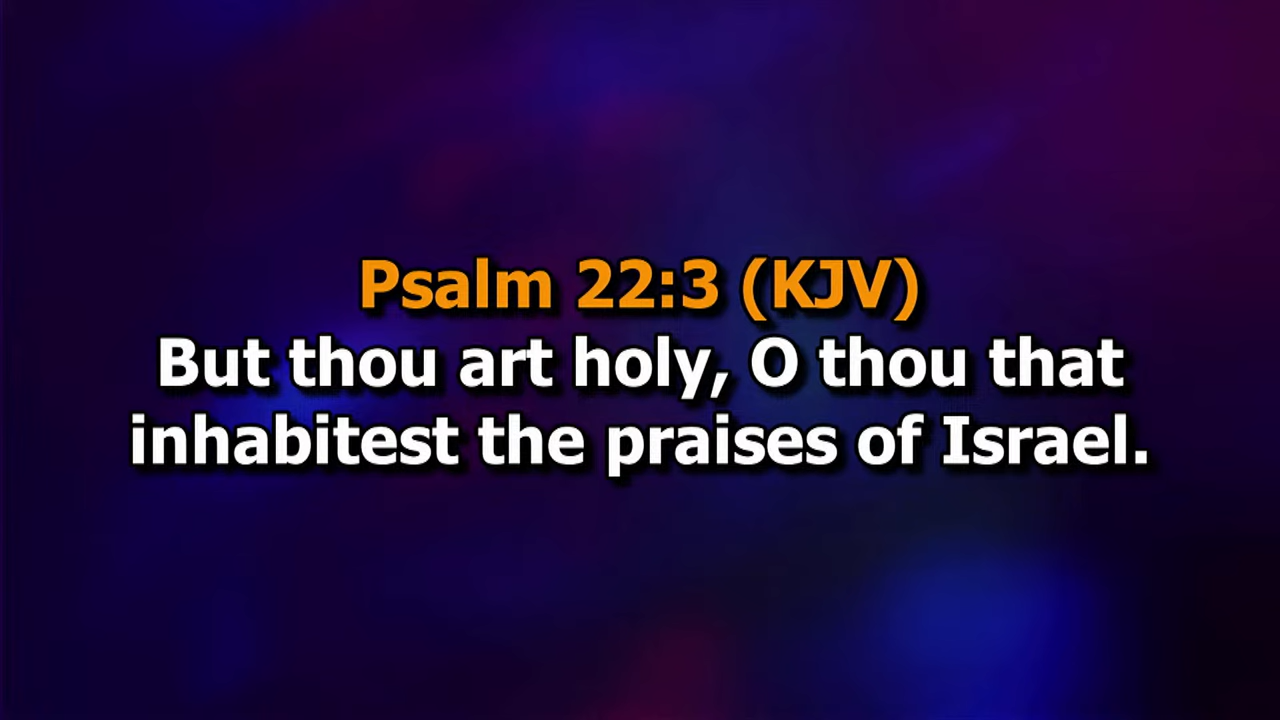 Psalm 22:3 (KJV)
But thou art holy, O thou that
inhabitest the praises of Israel.